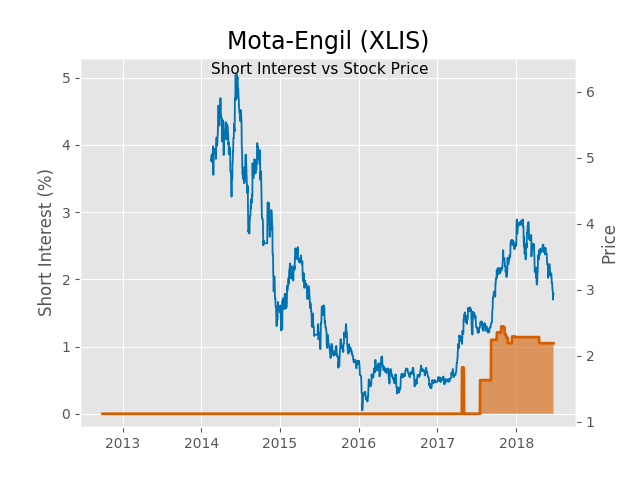 Mota-Engil (XLIS)
Short Interest vs Stock Price
Short Interest (%)
5
4
3
2
1
0
6
5
4
3
2
1
Price
2013 2014 2015 2016 2017 2018